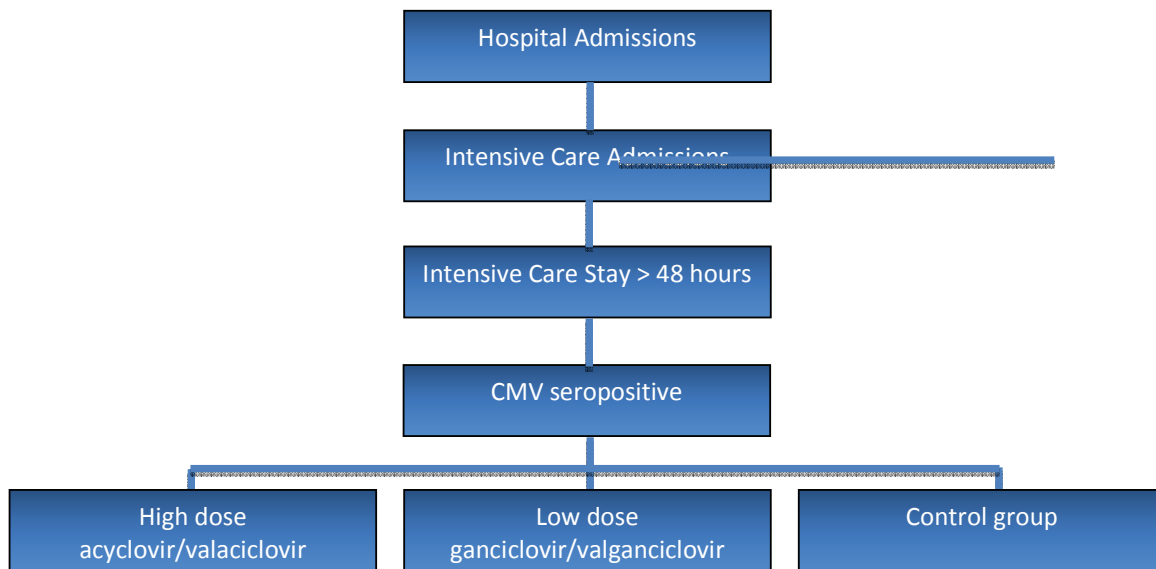 Hospital Admissions
Intensive Care Admissions
Intensive Care Stay > 48 hours
CMV seropositive
High dose
acyclovir/valaciclovir
Low dose
ganciclovir/valganciclovir
Control group